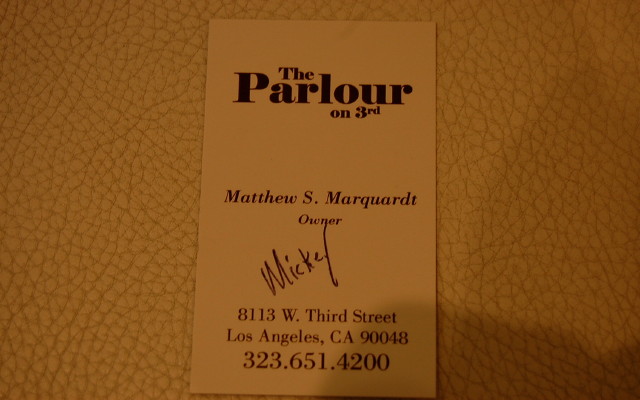 The
Parlour
on 3rd
Matthew S. Marquardt
Owner
Mickey
8113 W. Third Street
Los Angeles, CA 90048
323.651.4200